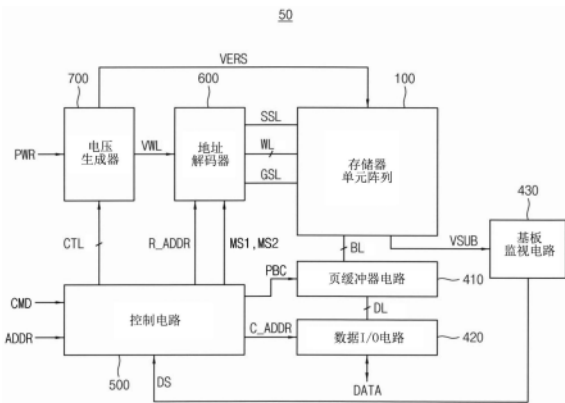 50
VERS
700
600
100
电压
生成器
地址
解码器
存储器
单元阵列
SSL
WL
GSL
PWR
VWL
430
基板
监视电路
VSUB
CTL
R_ADDR
MS1,MS2
BL
PBC
页缓冲器电路
410
CMD
控制电路
DL
ADDR
C_ADDR
数据I/O电路
420
500
DS
DATA